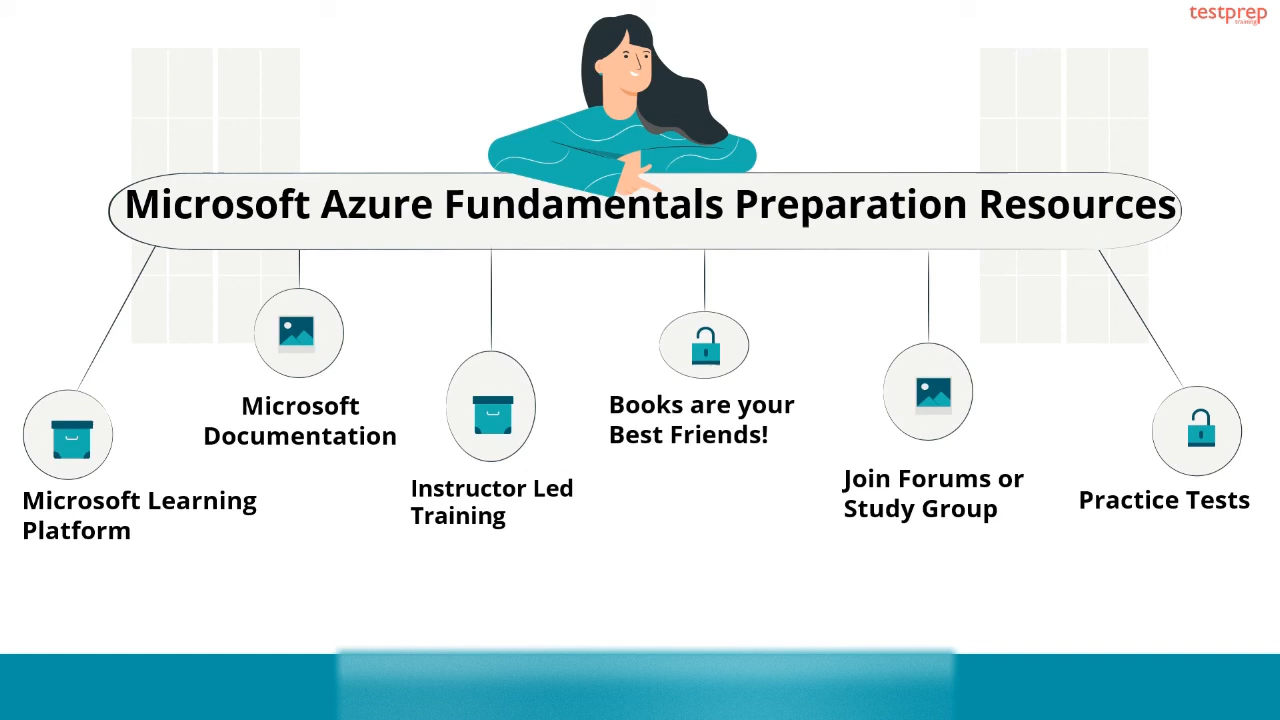 testprep
training
Microsoft Azure Fundamentals Preparation Resources
Microsoft Learning
Platform
Microsoft
Documentation
Instructor Led
Training
Books are your
Best Friends!
Join Forums or
Study Group
Practice Tests